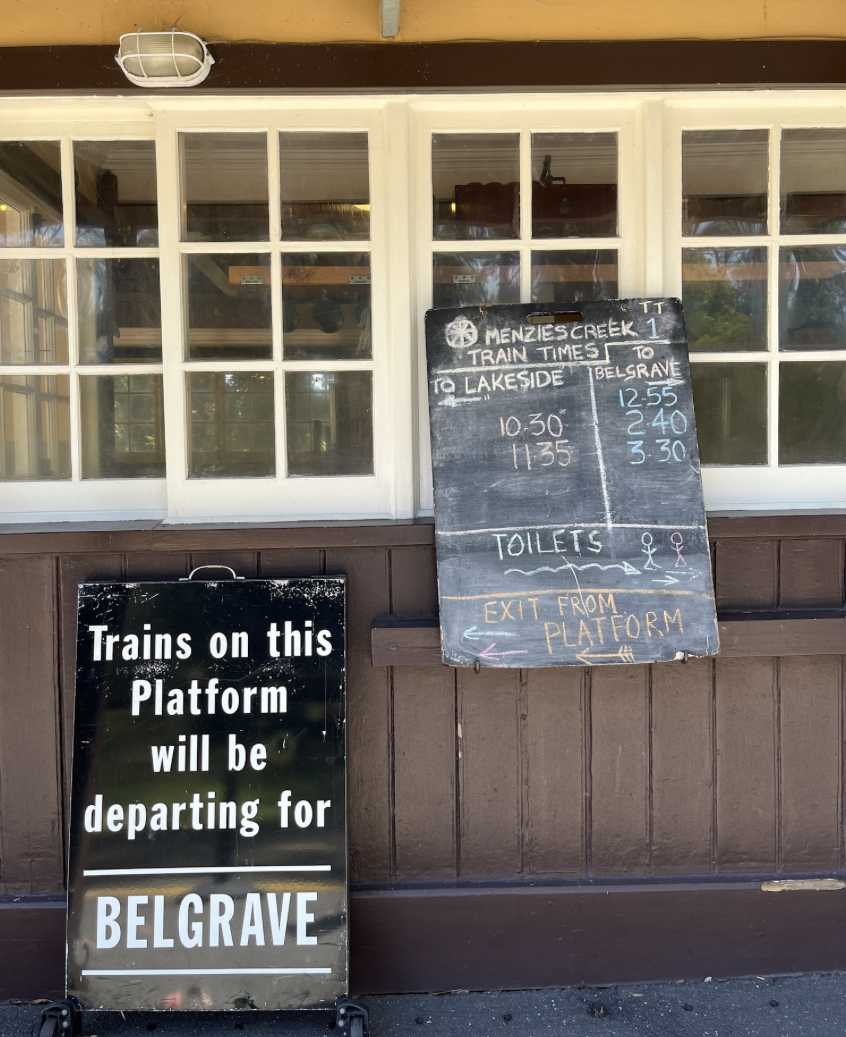 TT
MENZIES CREEK 1
TRAIN TIMES
TO LAKESIDE
10.30
11.35
TO
BELGRAVE
12.55
2.40
3.30
TOILETS
EXIT FROM
PLATFORM
Trains on this
Platform
will be
departing for
BELGRAVE